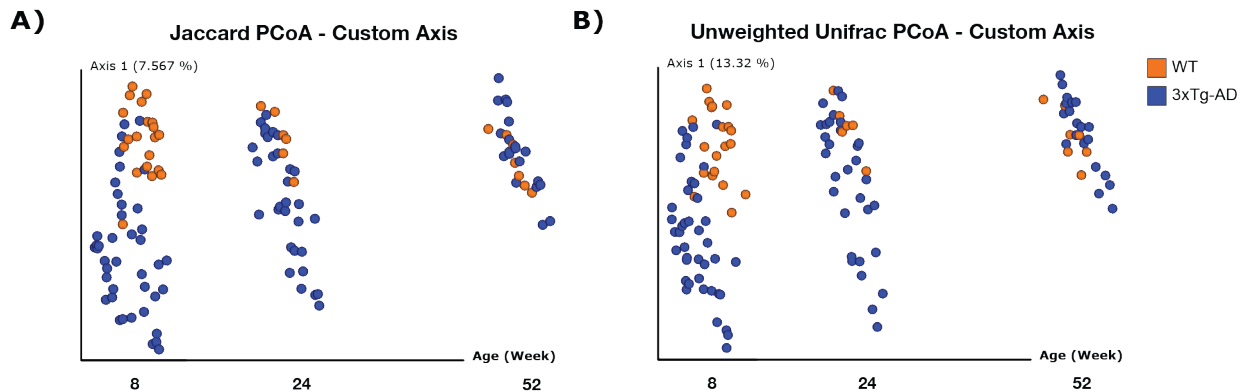 A)
Jaccard PCoA - Custom Axis
Axis 1 (7.567 %)
Age (Week)
8
24
52
B)
Unweighted Unifrac PCoA - Custom Axis
Axis 1 (13.32 %)
Age (Week)
8
24
52
WT
3xTg-AD